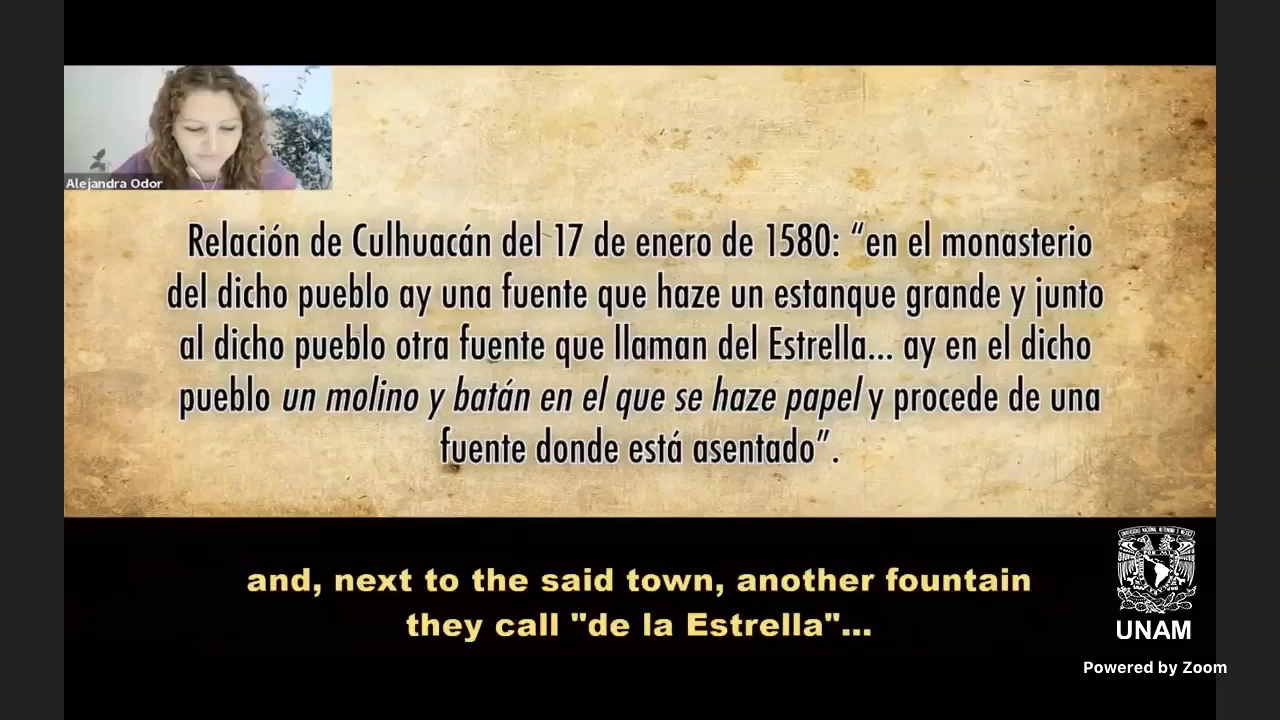 Alejandra Odor
Relación de Culhuacán del 17 de enero de 1580: “en el monasterio
del dicho pueblo ay una fuente que haze un estanque grande y junto
al dicho pueblo otra fuente que llaman del Estrella... ay en el dicho
pueblo un molino y batán en el que se haze papel y procede de una
fuente donde está asentado”.
and, next to the said town, another fountain
they call "de la Estrella"...
UNAM
Powered by Zoom